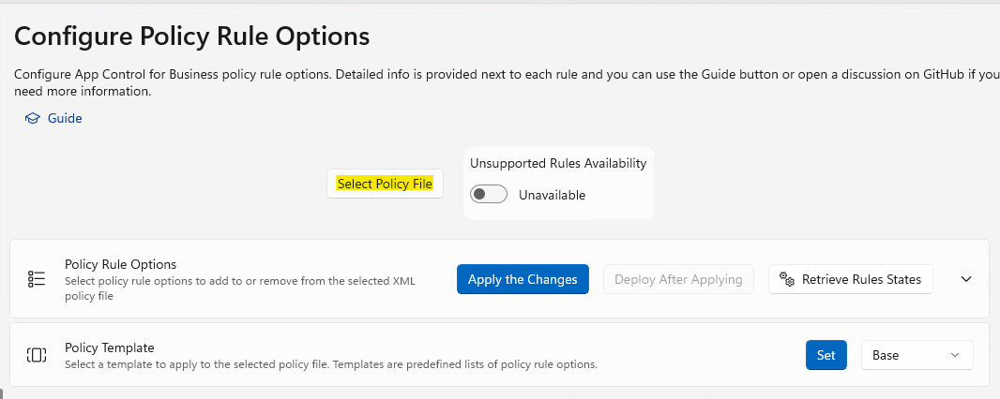 Configure Policy Rule Options
Configure App Control for Business policy rule options. Detailed info is provided next to each rule and you can use the Guide button or open a discussion on GitHub if you
need more information.
Guide
Select Policy File
Unsupported Rules Availability
Unavailable
Policy Rule Options
Select policy rule options to add to or remove from the selected XML
policy file
Apply the Changes
Deploy After Applying
Retrieve Rules States
Policy Template
Select a template to apply to the selected policy file. Templates are predefined lists of policy rule options.
Set
Base